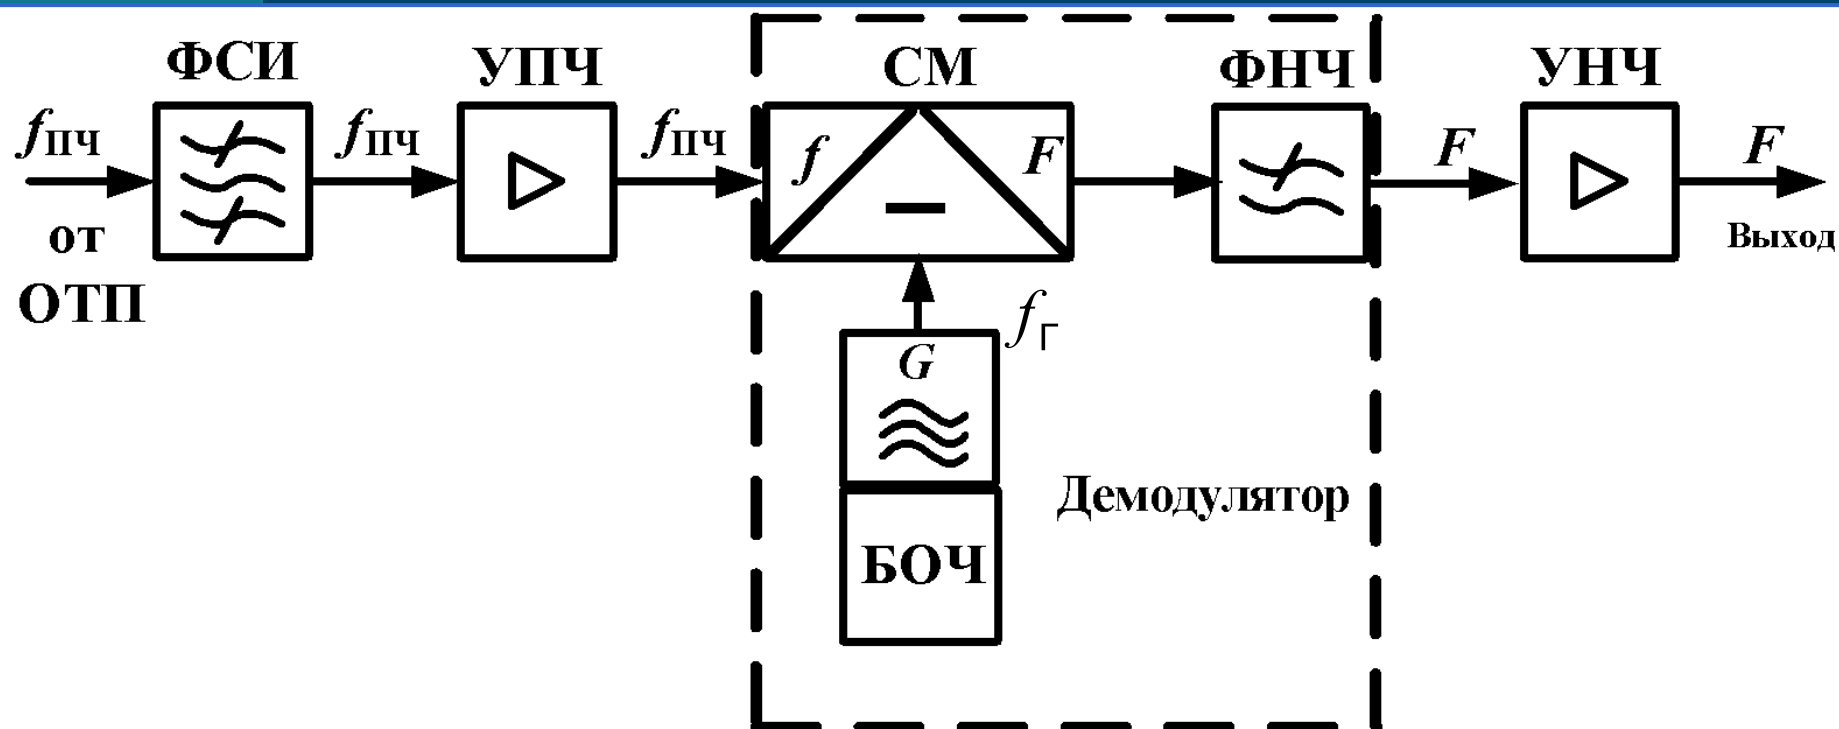 ФСИ
УПЧ
СМ
ФНЧ
УНЧ
fПЧ
fПЧ
fПЧ
f
F
F
F
от
ОТП
Выход
fГ
G
Демодулятор
БОЧ